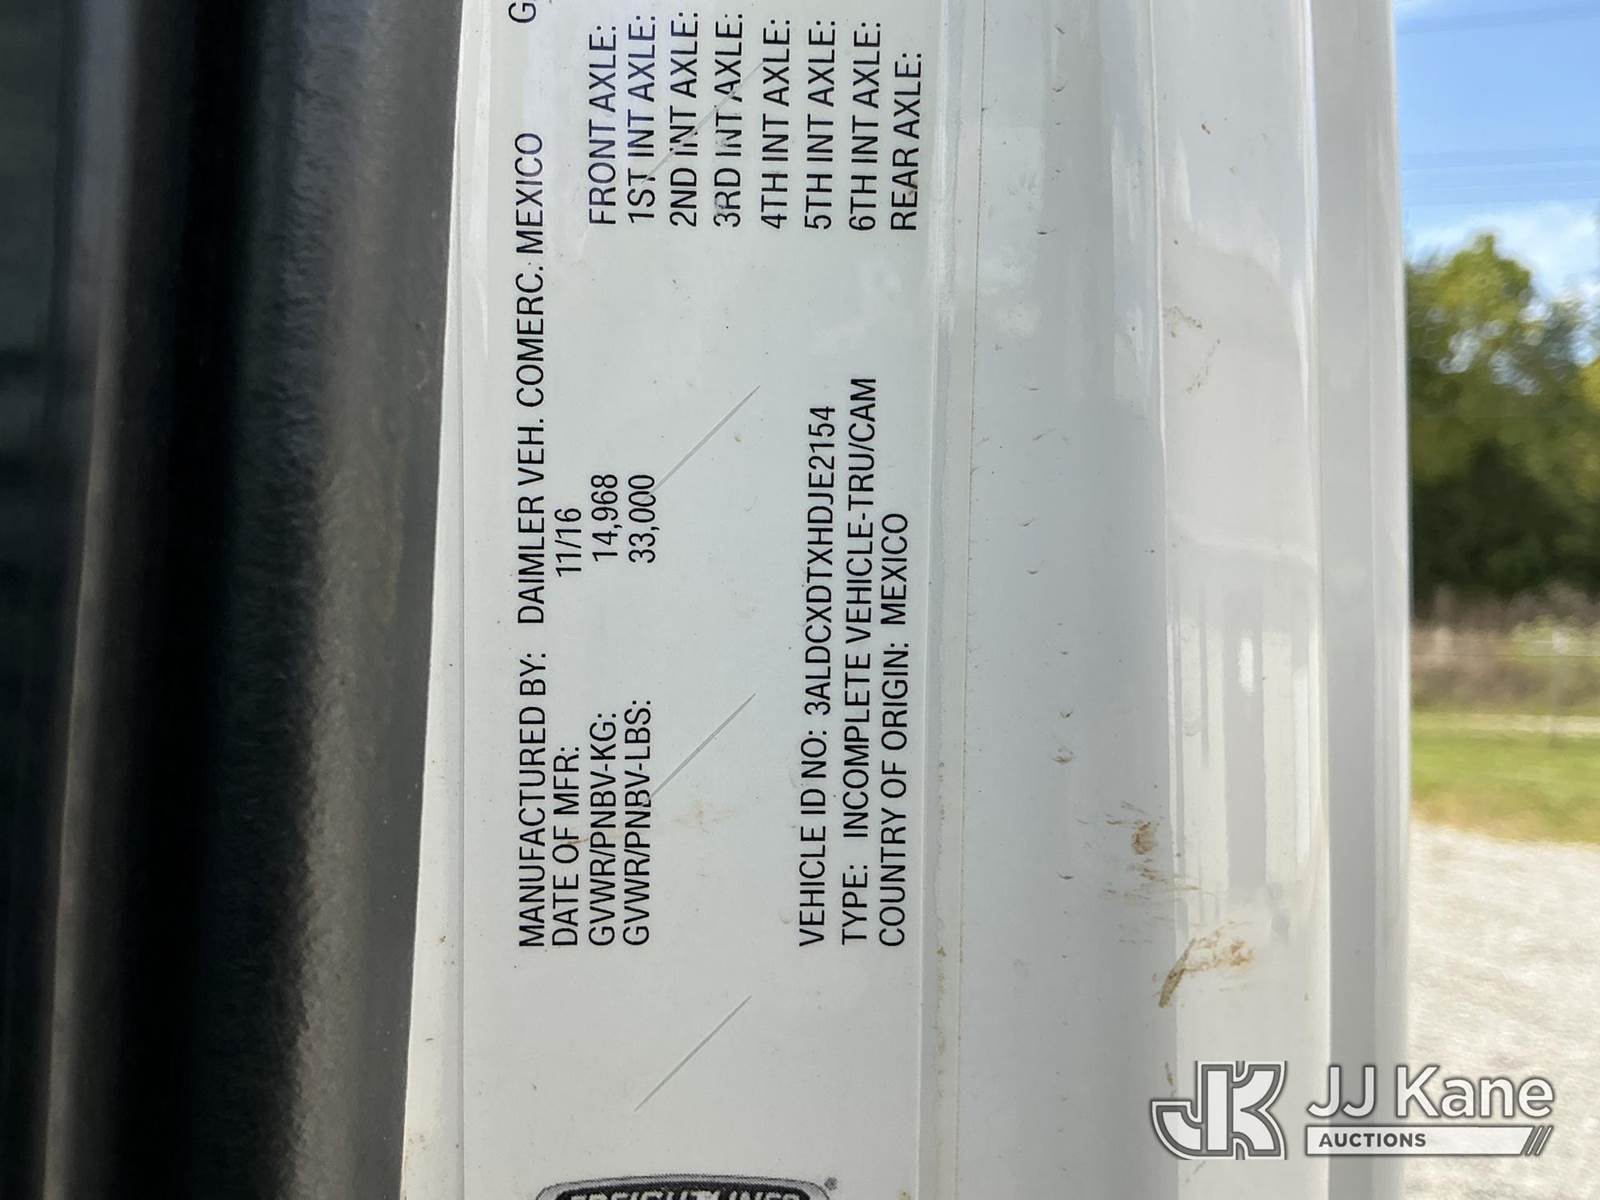 MANUFACTURED BY: DAIMLER VEH. COMERC. MEXICO
DATE OF MFR: 11/16
GVWR/PNBV-KG: 14,968
GVWR/PNBV-LBS: 33,000
FRONT AXLE:
1ST INT AXLE:
2ND INT AXLE:
3RD INT AXLE:
4TH INT AXLE:
5TH INT AXLE:
6TH INT AXLE:
REAR AXLE:
VEHICLE ID NO: 3ALDCXDTXHDJE2154
TYPE: INCOMPLETE VEHICLE-TRU/CAM
COUNTRY OF ORIGIN: MEXICO
FREIGHTLINER
JK JJ Kane
AUCTIONS